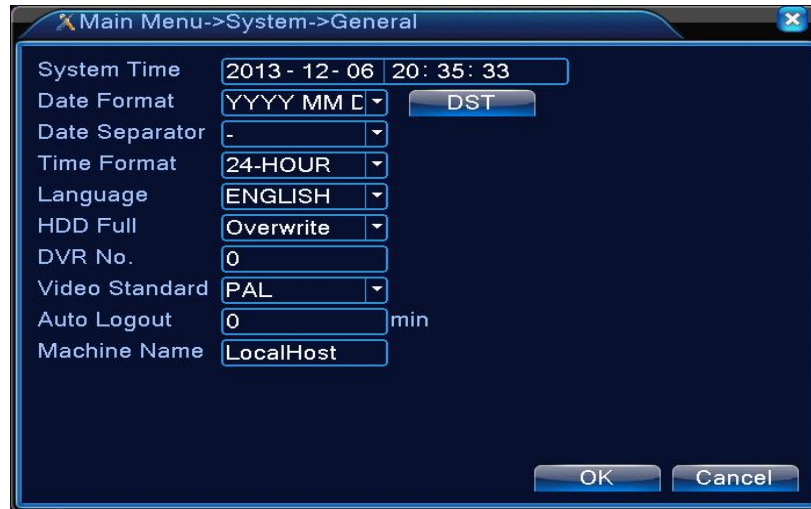 Main Menu->System->General
System Time 2013-12-06 20:35:33
Date Format YYYY MM D DST
Date Separator -
Time Format 24-HOUR
Language ENGLISH
HDD Full Overwrite
DVR No. 0
Video Standard PAL
Auto Logout 0 min
Machine Name LocalHost
OK Cancel